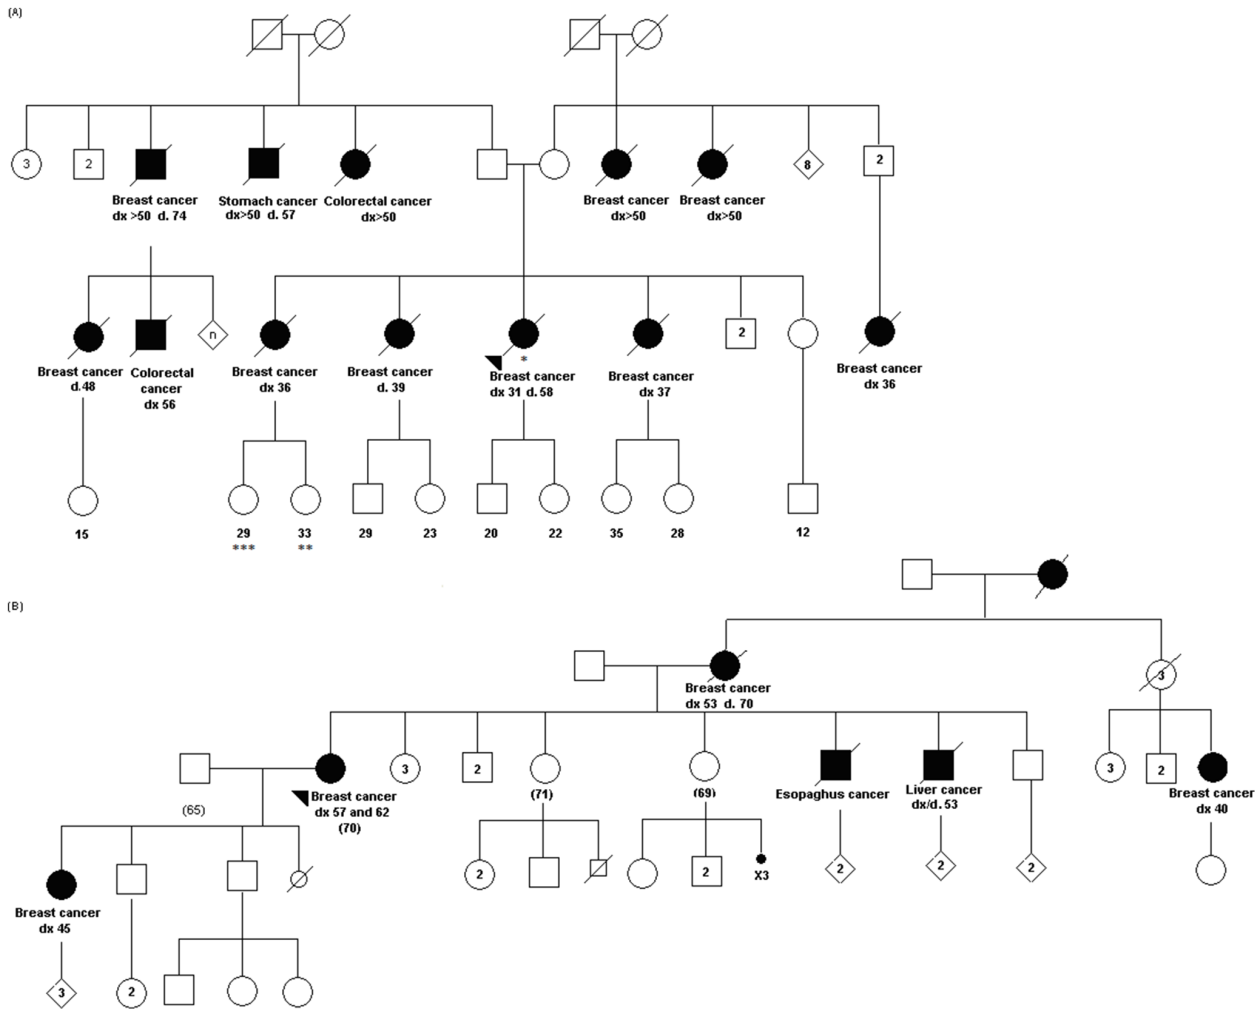 (A)
3
2
8
2
Breast cancer
dx >50 d. 74
Stomach cancer
dx>50 d. 57
Colorectal cancer
dx>50
Breast cancer
dx>50
Breast cancer
dx>50
n
2
*
Breast cancer
d.48
Colorectal
cancer
dx 56
Breast cancer
dx 36
Breast cancer
d. 39
Breast cancer
dx 31 d. 58
Breast cancer
dx 37
Breast cancer
dx 36
15
29
***
33
**
29
23
20
22
35
28
12
(B)
3
Breast cancer
dx 53 d. 70
3
2
3
2
Breast cancer
dx 57 and 62
(70)
(65)
(71)
(69)
Esopaghus cancer
Liver cancer
dx/d. 53
Breast cancer
dx 40
2
2
X3
2
2
2
Breast cancer
dx 45
3
2